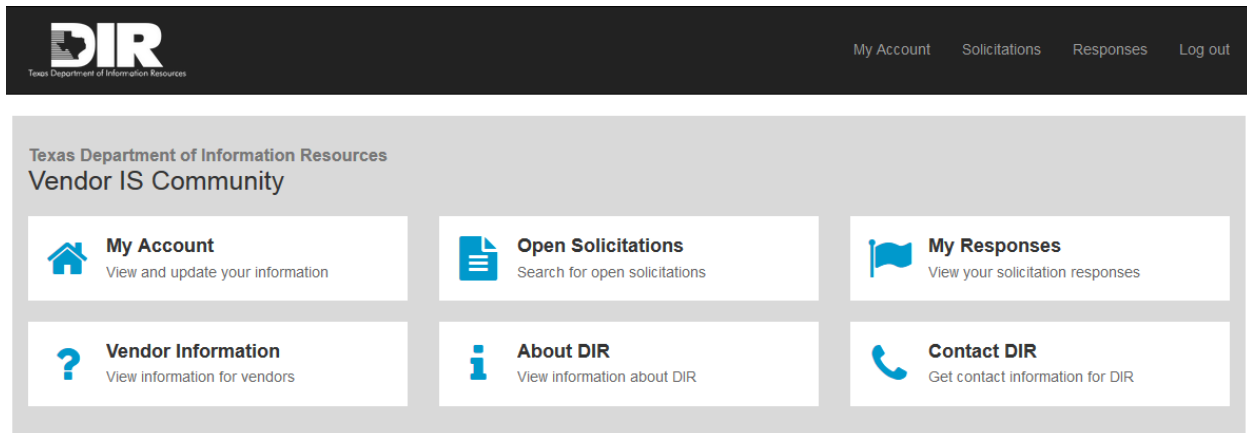 DIR
Texas Department of Information Resources
My Account Solicitations Responses Log out
Texas Department of Information Resources
Vendor IS Community
My Account
View and update your information
Open Solicitations
Search for open solicitations
My Responses
View your solicitation responses
Vendor Information
View information for vendors
About DIR
View information about DIR
Contact DIR
Get contact information for DIR